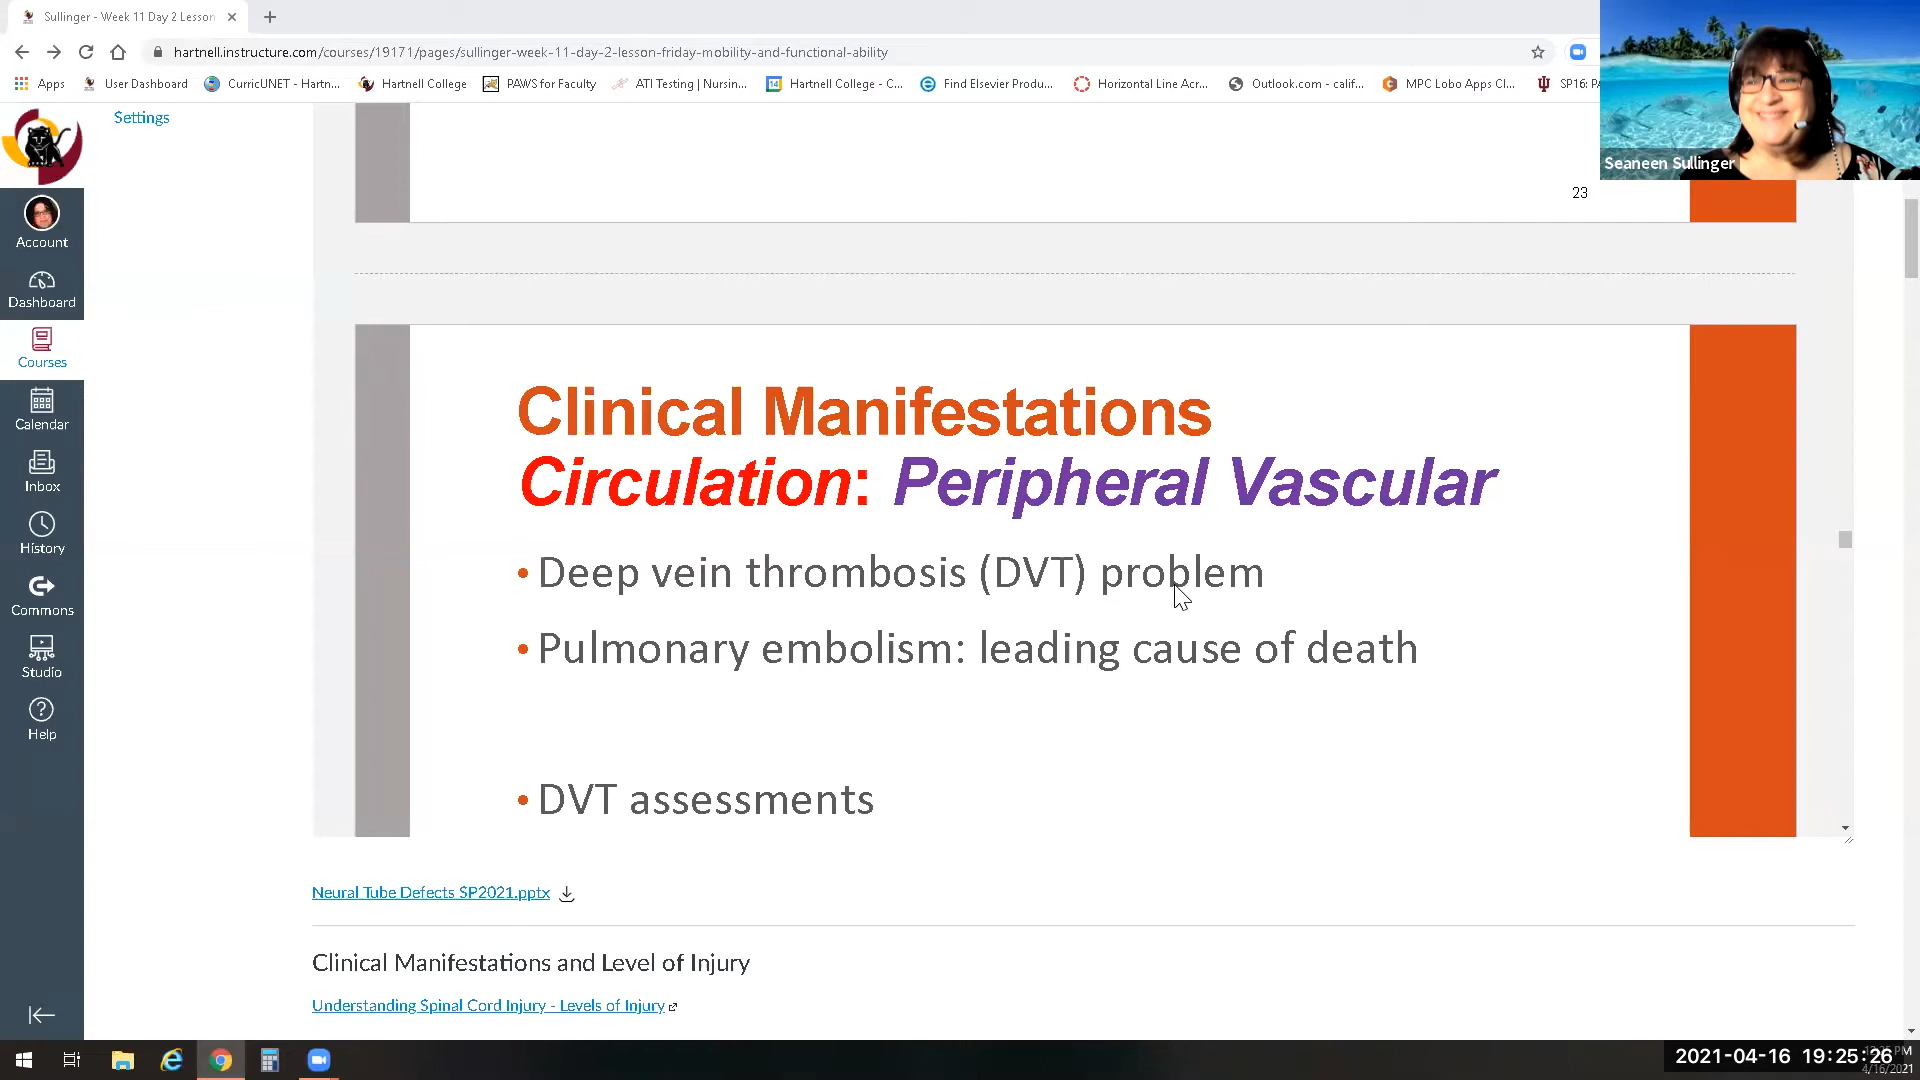 Sullinger - Week 11 Day 2 Lesson
hartnell.instructure.com/courses/19171/pages/sullinger-week-11-day-2-lesson-friday-mobility-and-functional-ability
Apps User Dashboard CurricUNET - Hartn... Hartnell College PAWS for Faculty ATI Testing | Nursin... Hartnell College - C... Find Elsevier Produ... Horizontal Line Acr... Outlook.com - calif... MPC Lobo Apps Cl... SP16:
Settings
Seaneen Sullinger
23
Account
Dashboard
Courses
Calendar
Inbox
History
Commons
Studio
Help
Clinical Manifestations
Circulation: Peripheral Vascular
• Deep vein thrombosis (DVT) problem
• Pulmonary embolism: leading cause of death
• DVT assessments
Neural Tube Defects SP2021.pptx
Clinical Manifestations and Level of Injury
Understanding Spinal Cord Injury - Levels of Injury
2021-04-16 19:25:26
4/16/2021